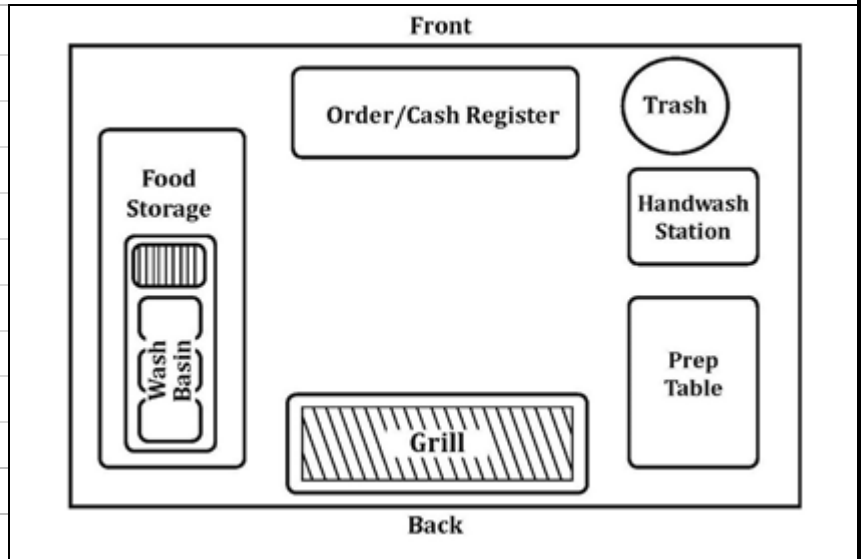 Front
Order/Cash Register
Trash
Food
Storage
Handwash
Station
Wash
Basin
Prep
Table
Grill
Back